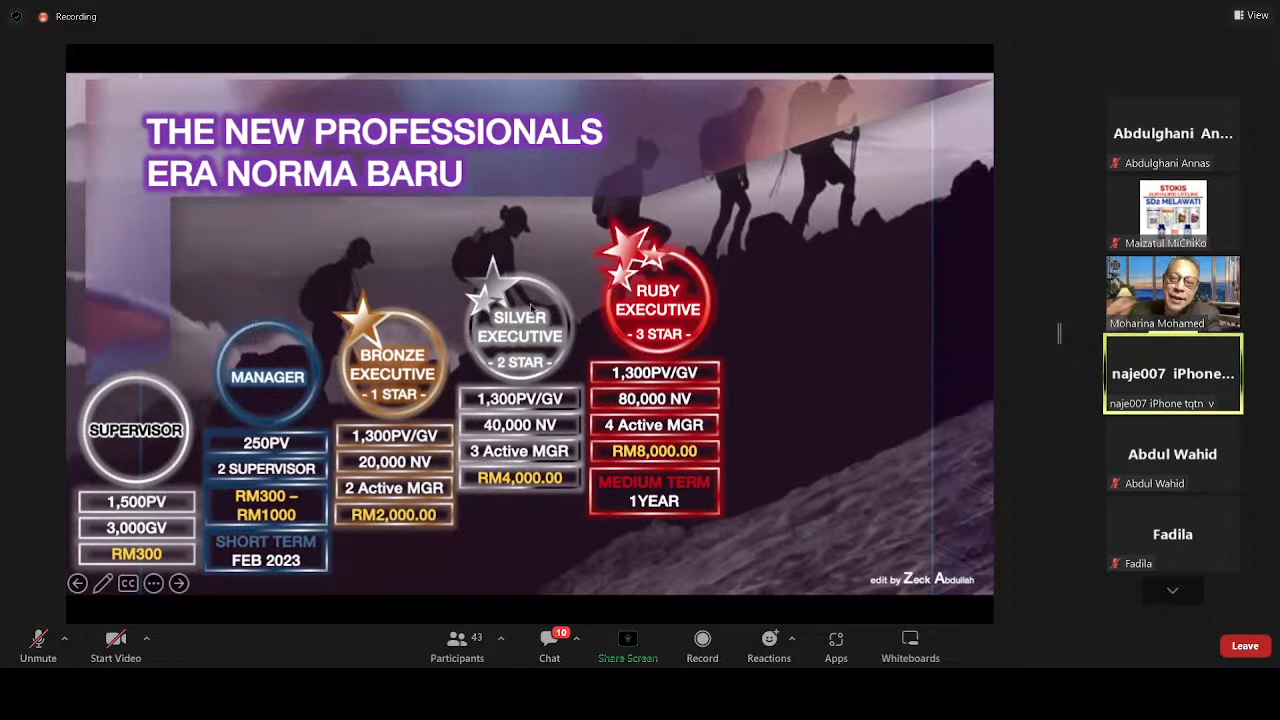 Recording
View
THE NEW PROFESSIONALS
ERA NORMA BARU
SUPERVISOR
1,500PV
3,000GV
RM300
MANAGER
250PV
2 SUPERVISOR
RM300 –
RM1000
SHORT TERM
FEB 2023
BRONZE
EXECUTIVE
- 1 STAR -
1,300PV/GV
20,000 NV
2 Active MGR
RM2,000.00
SILVER
EXECUTIVE
- 2 STAR -
1,300PV/GV
40,000 NV
3 Active MGR
RM4,000.00
RUBY
EXECUTIVE
- 3 STAR -
1,300PV/GV
80,000 NV
4 Active MGR
RM8,000.00
MEDIUM TERM
1YEAR
CC
edit by Zeck Abdullah
Abdulghani An...
Abdulghani Annas
STOKIS
SD2 MELAWATI
Maizatul MiChiKo
Moharina Mohamed
naje007 iPhone...
naje007 iPhone tqtn v
Abdul Wahid
Abdul Wahid
Fadila
Fadila
Unmute
Start Video
43
Participants
10
Chat
Share Screen
Record
Reactions
Apps
Whiteboards
Leave